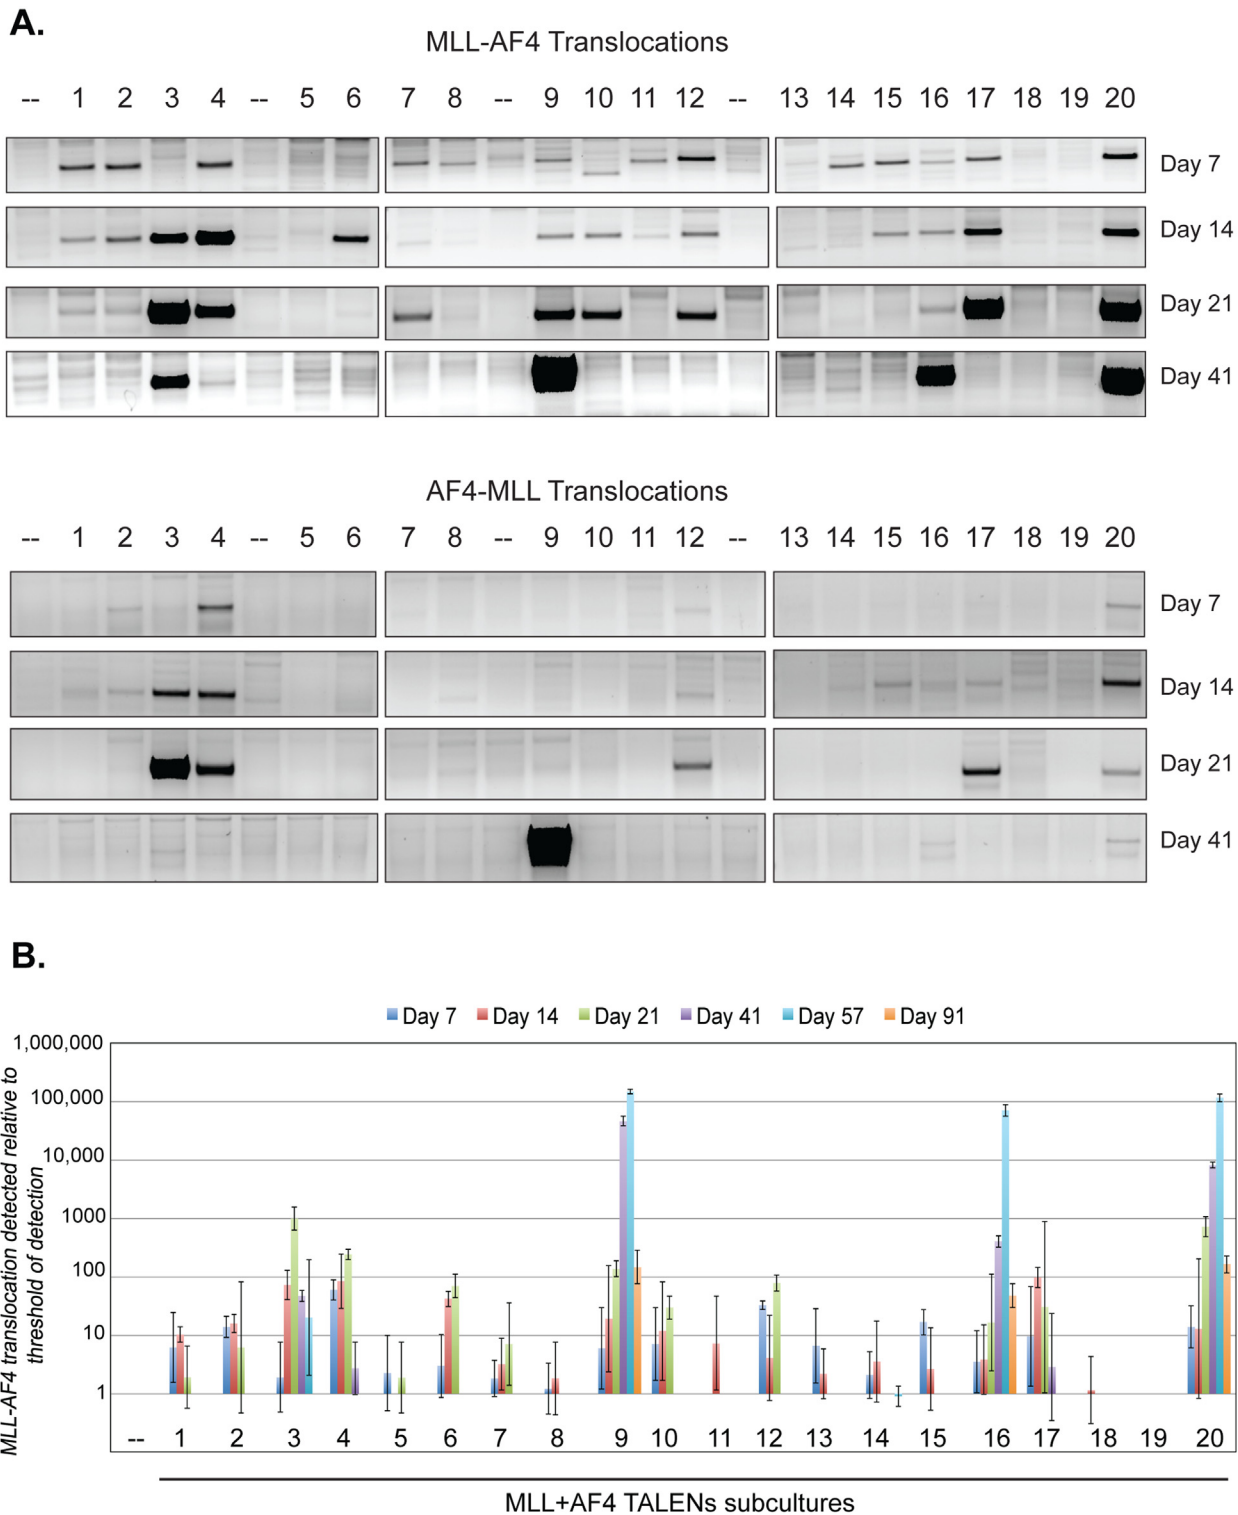 A.
MLL-AF4 Translocations
-- 1 2 3 4 -- 5 6 7 8 -- 9 10 11 12 -- 13 14 15 16 17 18 19 20
Day 7
Day 14
Day 21
Day 41
AF4-MLL Translocations
-- 1 2 3 4 -- 5 6 7 8 -- 9 10 11 12 -- 13 14 15 16 17 18 19 20
Day 7
Day 14
Day 21
Day 41
B.
Day 7 Day 14 Day 21 Day 41 Day 57 Day 91
MLL-AF4 translocation detected relative to
threshold of detection
1,000,000
100,000
10,000
1000
100
10
1
-- 1 2 3 4 5 6 7 8 9 10 11 12 13 14 15 16 17 18 19 20
MLL+AF4 TALENs subcultures